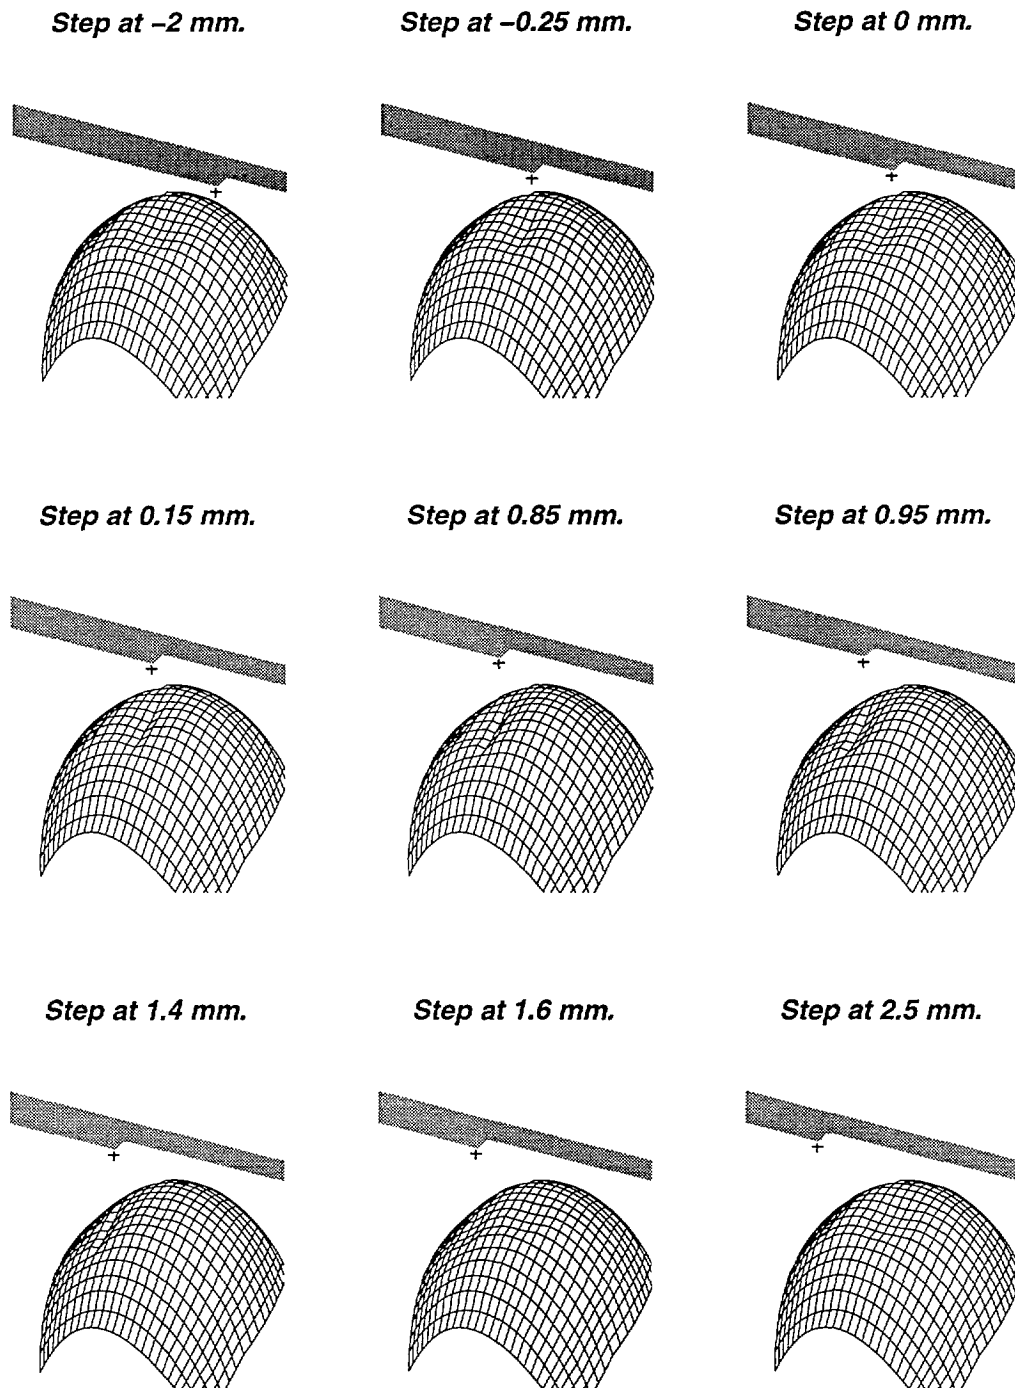 Step at −2 mm.
Step at −0.25 mm.
Step at 0 mm.
Step at 0.15 mm.
Step at 0.85 mm.
Step at 0.95 mm.
Step at 1.4 mm.
Step at 1.6 mm.
Step at 2.5 mm.